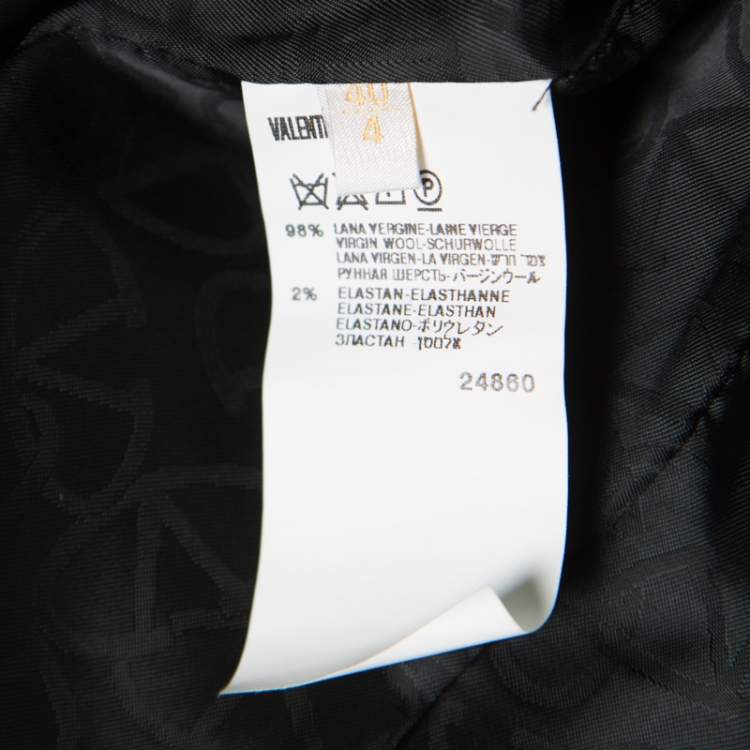 40
4
VALENTI
P
98% LANA VERGINE-LAINE VIERGE
VIRGIN WOOL-SCHURWOLLE
LANA VIRGEN-LA VIRGEN-צמר חדש
РУННАЯ ШЕРСТЬ-バージンウール
2% ELASTAN-ELASTHANNE
ELASTANE-ELASTHAN
ELASTANO-ポリウレタン
ЭЛАСТАН-אלסטן
24860